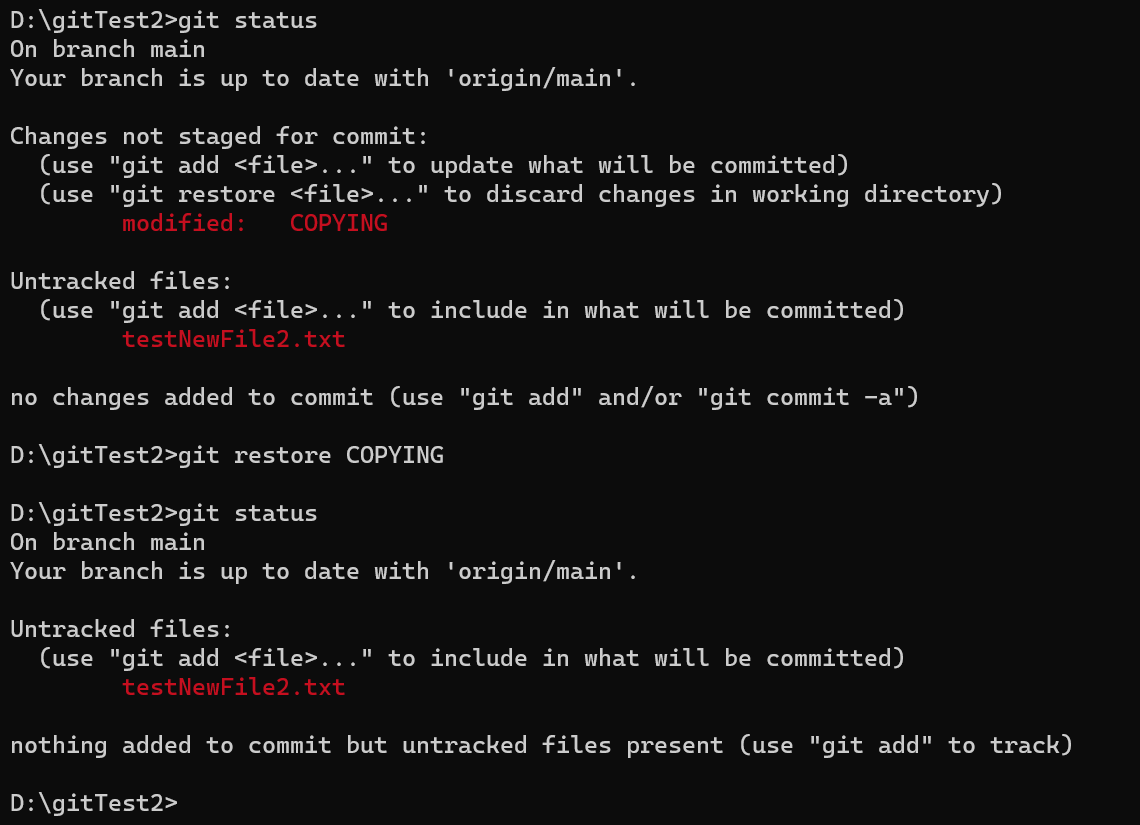 D:\gitTest2>git status
On branch main
Your branch is up to date with 'origin/main'.
Changes not staged for commit:
  (use "git add <file>..." to update what will be committed)
  (use "git restore <file>..." to discard changes in working directory)
        modified:   COPYING
Untracked files:
  (use "git add <file>..." to include in what will be committed)
        testNewFile2.txt
no changes added to commit (use "git add" and/or "git commit -a")
D:\gitTest2>git restore COPYING
D:\gitTest2>git status
On branch main
Your branch is up to date with 'origin/main'.
Untracked files:
  (use "git add <file>..." to include in what will be committed)
        testNewFile2.txt
nothing added to commit but untracked files present (use "git add" to track)
D:\gitTest2>